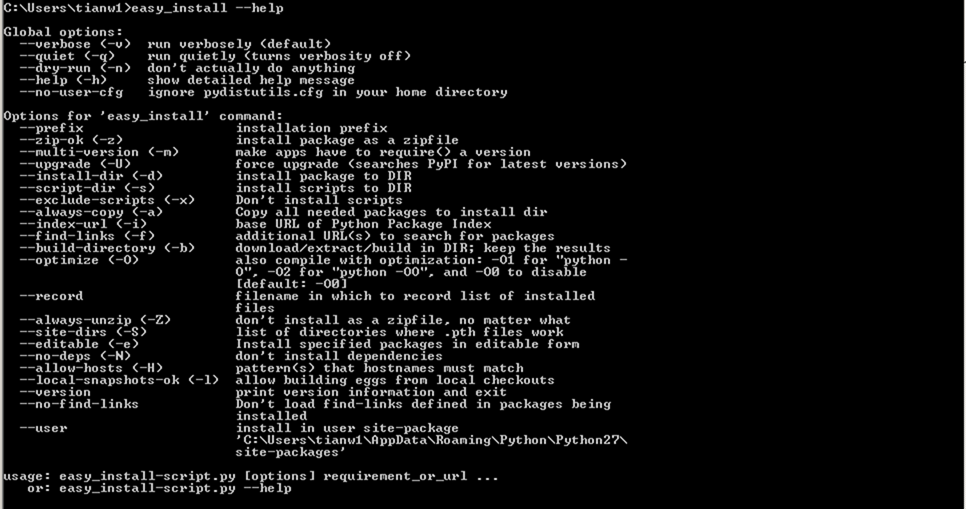 C:\Users\tianw1>easy_install --help
Global options:
--verbose (-v) run verbosely (default)
--quiet (-q) run quietly (turns verbosity off)
--dry-run (-n) don't actually do anything
--help (-h) show detailed help message
--no-user-cfg ignore pydistutils.cfg in your home directory
Options for 'easy_install' command:
--prefix installation prefix
--zip-ok (-z) install package as a zipfile
--multi-version (-m) make apps have to require() a version
--upgrade (-U) force upgrade (searches PyPI for latest versions)
--install-dir (-d) install package to DIR
--script-dir (-s) install scripts to DIR
--exclude-scripts (-x) Don't install scripts
--always-copy (-a) Copy all needed packages to install dir
--index-url (-i) base URL of Python Package Index
--find-links (-f) additional URL(s) to search for packages
--build-directory (-b) download/extract/build in DIR; keep the results
--optimize (-O) also compile with optimization: -O1 for "python -
O", -O2 for "python -OO", and -O0 to disable
[default: -O0]
--record filename in which to record list of installed
files
--always-unzip (-Z) don't install as a zipfile, no matter what
--site-dirs (-S) list of directories where .pth files work
--editable (-e) Install specified packages in editable form
--no-deps (-N) don't install dependencies
--allow-hosts (-H) pattern(s) that hostnames must match
--local-snapshots-ok (-l) allow building eggs from local checkouts
--version print version information and exit
--no-find-links Don't load find-links defined in packages being
installed
--user install in user site-package
'C:\Users\tianw1\AppData\Roaming\Python\Python27\
site-packages'
usage: easy_install-script.py [options] requirement_or_url ...
or: easy_install-script.py --help